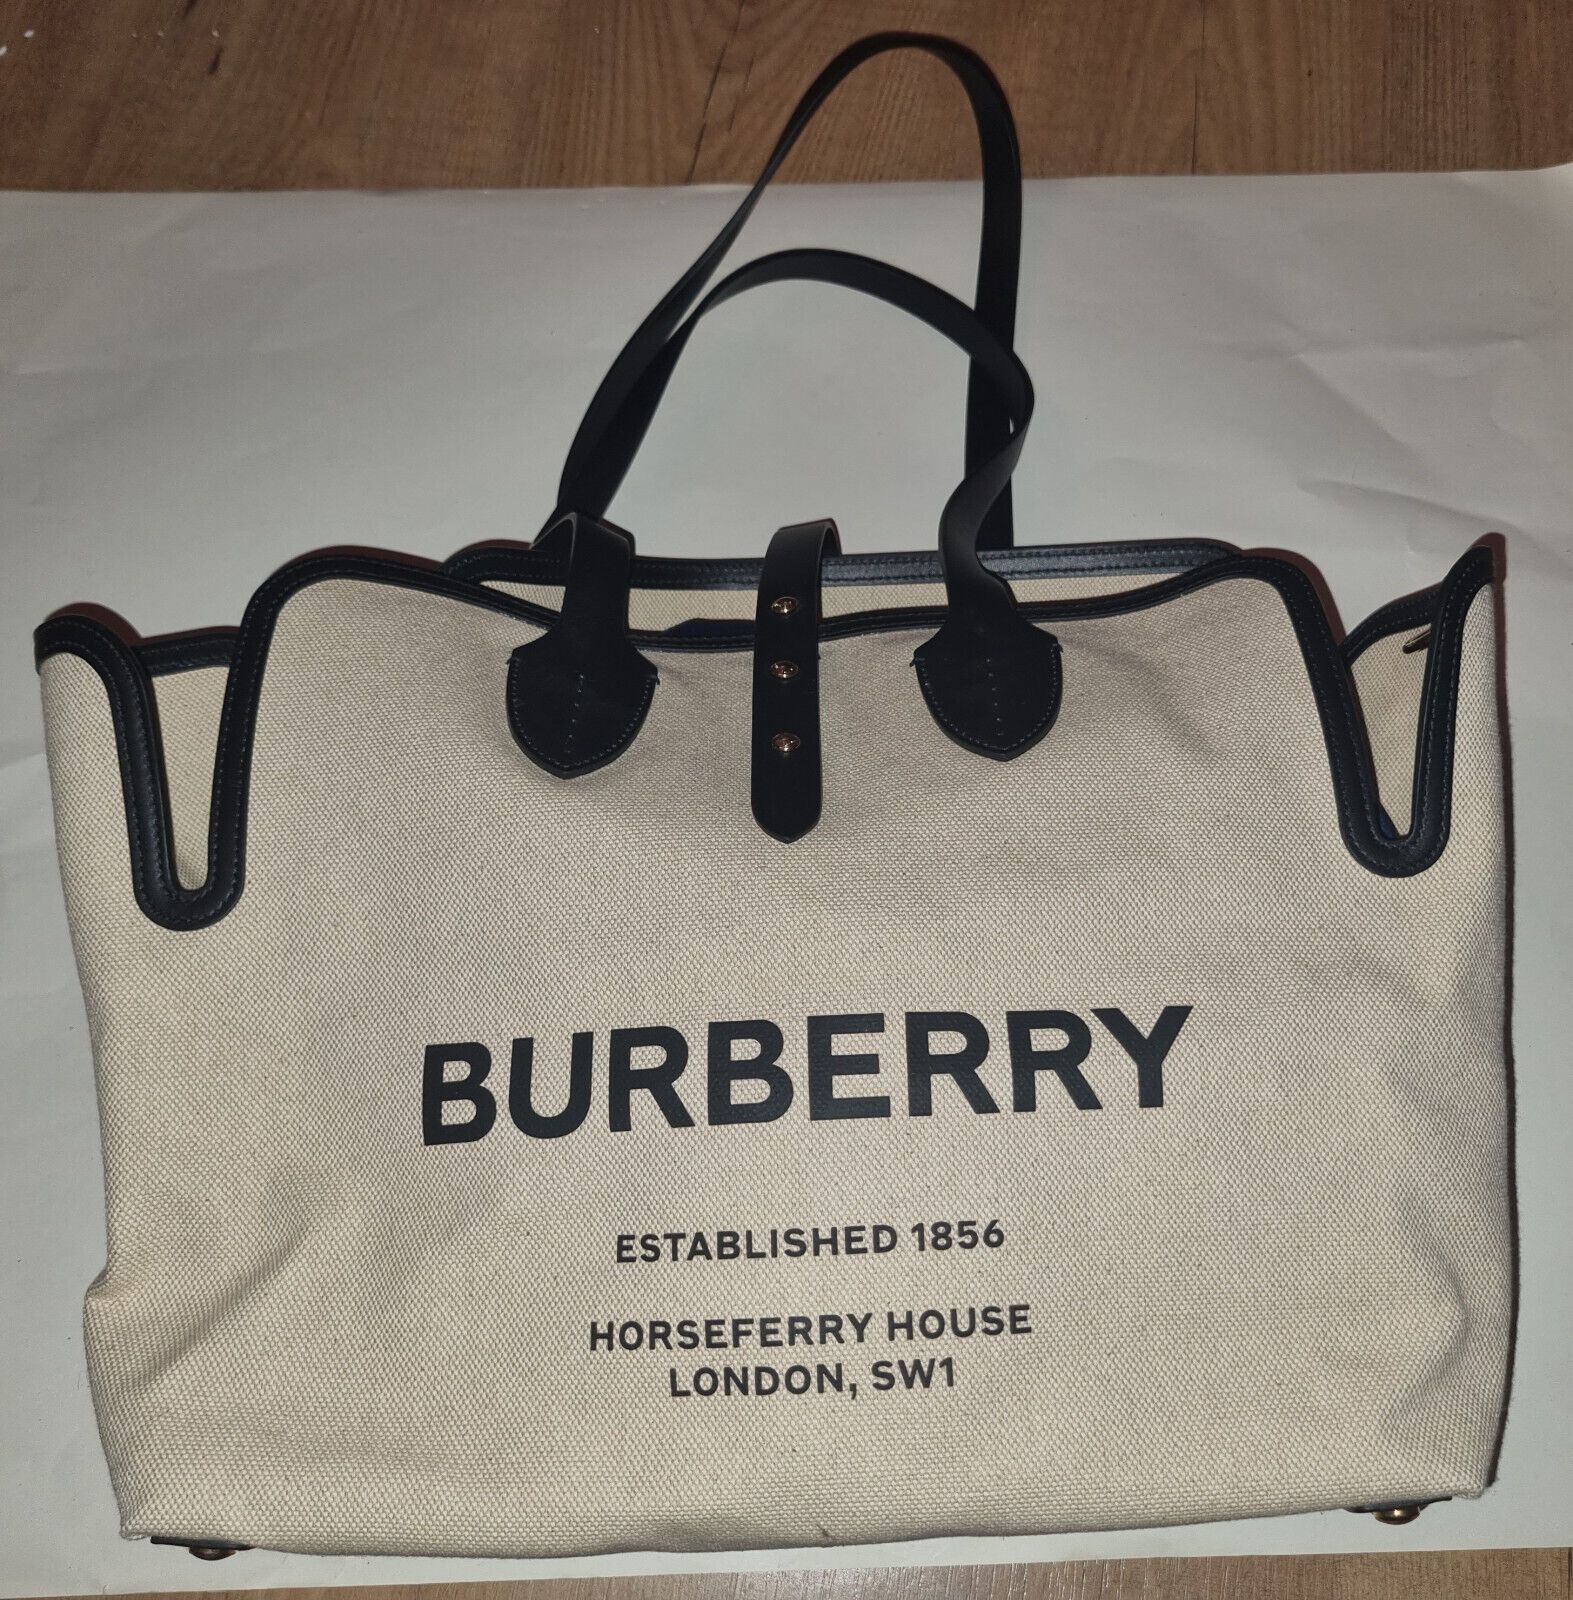 BURBERRY
ESTABLISHED 1856
HORSEFERRY HOUSE
LONDON, SW1